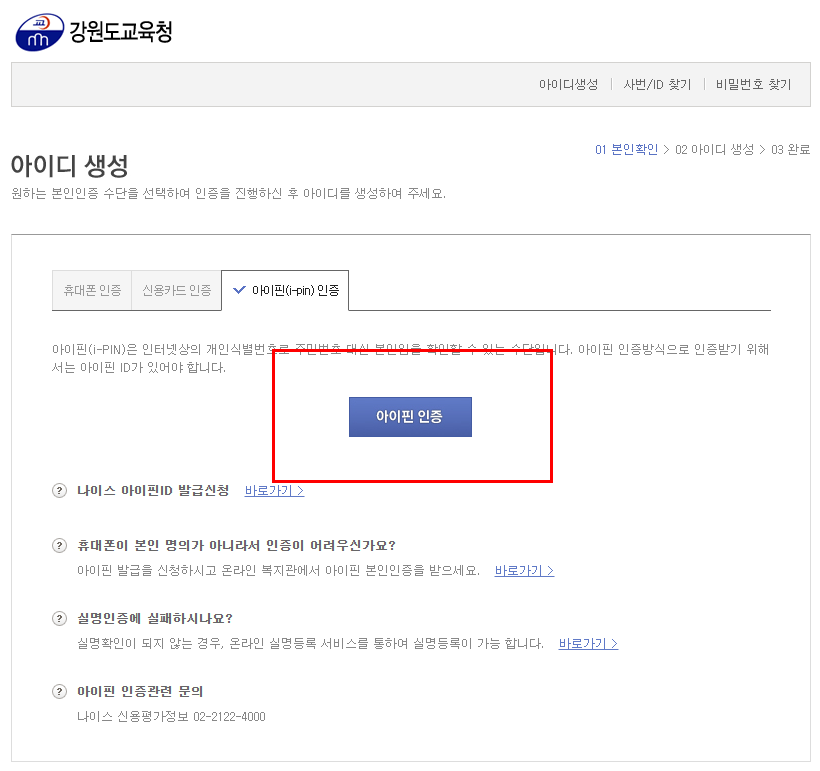 강원도교육청
아이디생성 | 사번/ID 찾기 | 비밀번호 찾기
01 본인확인 > 02 아이디 생성 > 03 완료
아이디 생성
원하는 본인인증 수단을 선택하여 인증을 진행하신 후 아이디를 생성하여 주세요.
휴대폰 인증 신용카드 인증 아이핀(i-pin) 인증
아이핀(i-PIN)은 인터넷상의 개인식별번호로 주민번호 대신 본인임을 확인할 수 있는 수단입니다. 아이핀 인증방식으로 인증받기 위해
서는 아이핀 ID가 있어야 합니다.
아이핀 인증
? 나이스 아이핀ID 발급신청 바로가기 >
? 휴대폰이 본인 명의가 아니라서 인증이 어려우신가요?
아이핀 발급을 신청하시고 온라인 복지관에서 아이핀 본인인증을 받으세요. 바로가기 >
? 실명인증에 실패하시나요?
실명확인이 되지 않는 경우, 온라인 실명등록 서비스를 통하여 실명등록이 가능 합니다. 바로가기 >
? 아이핀 인증관련 문의
나이스 신용평가정보 02-2122-4000